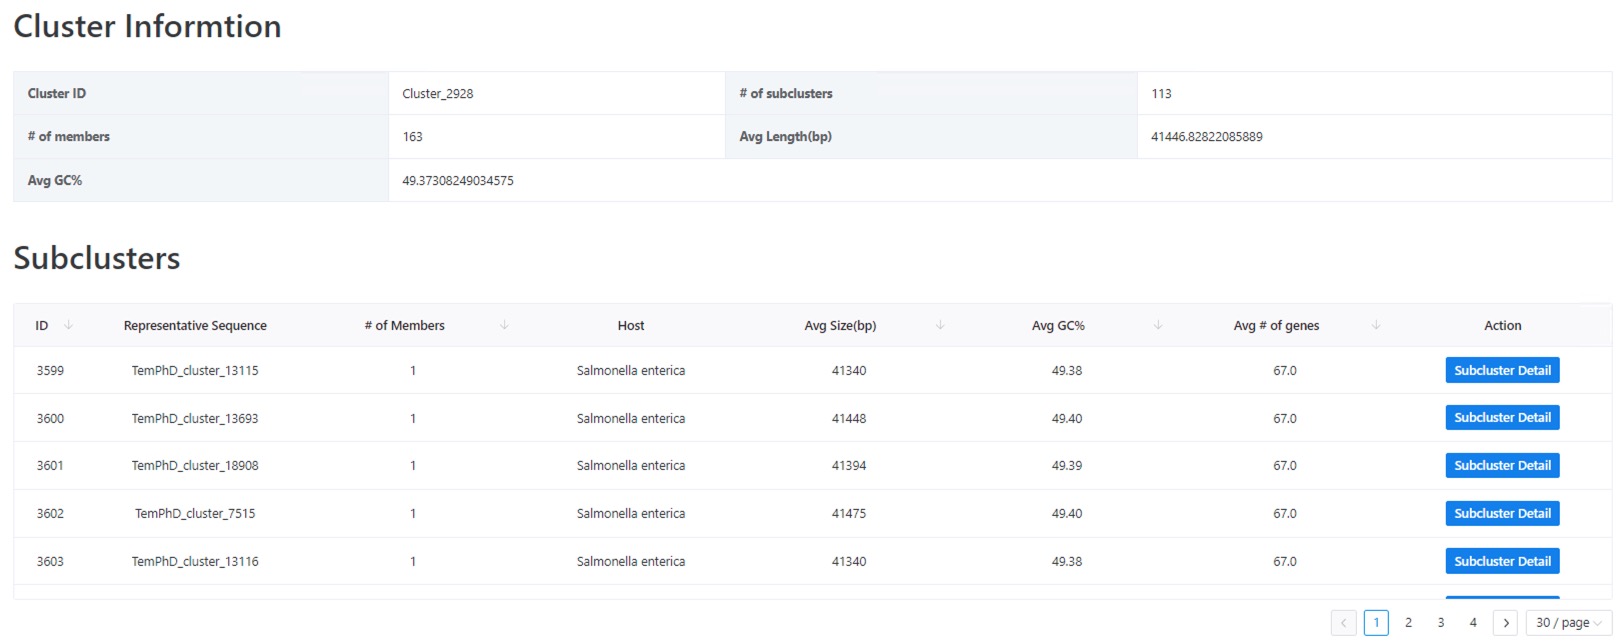 Cluster Informtion
Cluster ID Cluster_2928 # of subclusters 113
# of members 163 Avg Length(bp) 41446.82822085889
Avg GC% 49.37308249034575
Subclusters
ID Representative Sequence # of Members Host Avg Size(bp) Avg GC% Avg # of genes Action
3599 TemPhD_cluster_13115 1 Salmonella enterica 41340 49.38 67.0 Subcluster Detail
3600 TemPhD_cluster_13693 1 Salmonella enterica 41448 49.40 67.0 Subcluster Detail
3601 TemPhD_cluster_18908 1 Salmonella enterica 41394 49.39 67.0 Subcluster Detail
3602 TemPhD_cluster_7515 1 Salmonella enterica 41475 49.40 67.0 Subcluster Detail
3603 TemPhD_cluster_13116 1 Salmonella enterica 41340 49.38 67.0 Subcluster Detail
1 2 3 4 30 / page